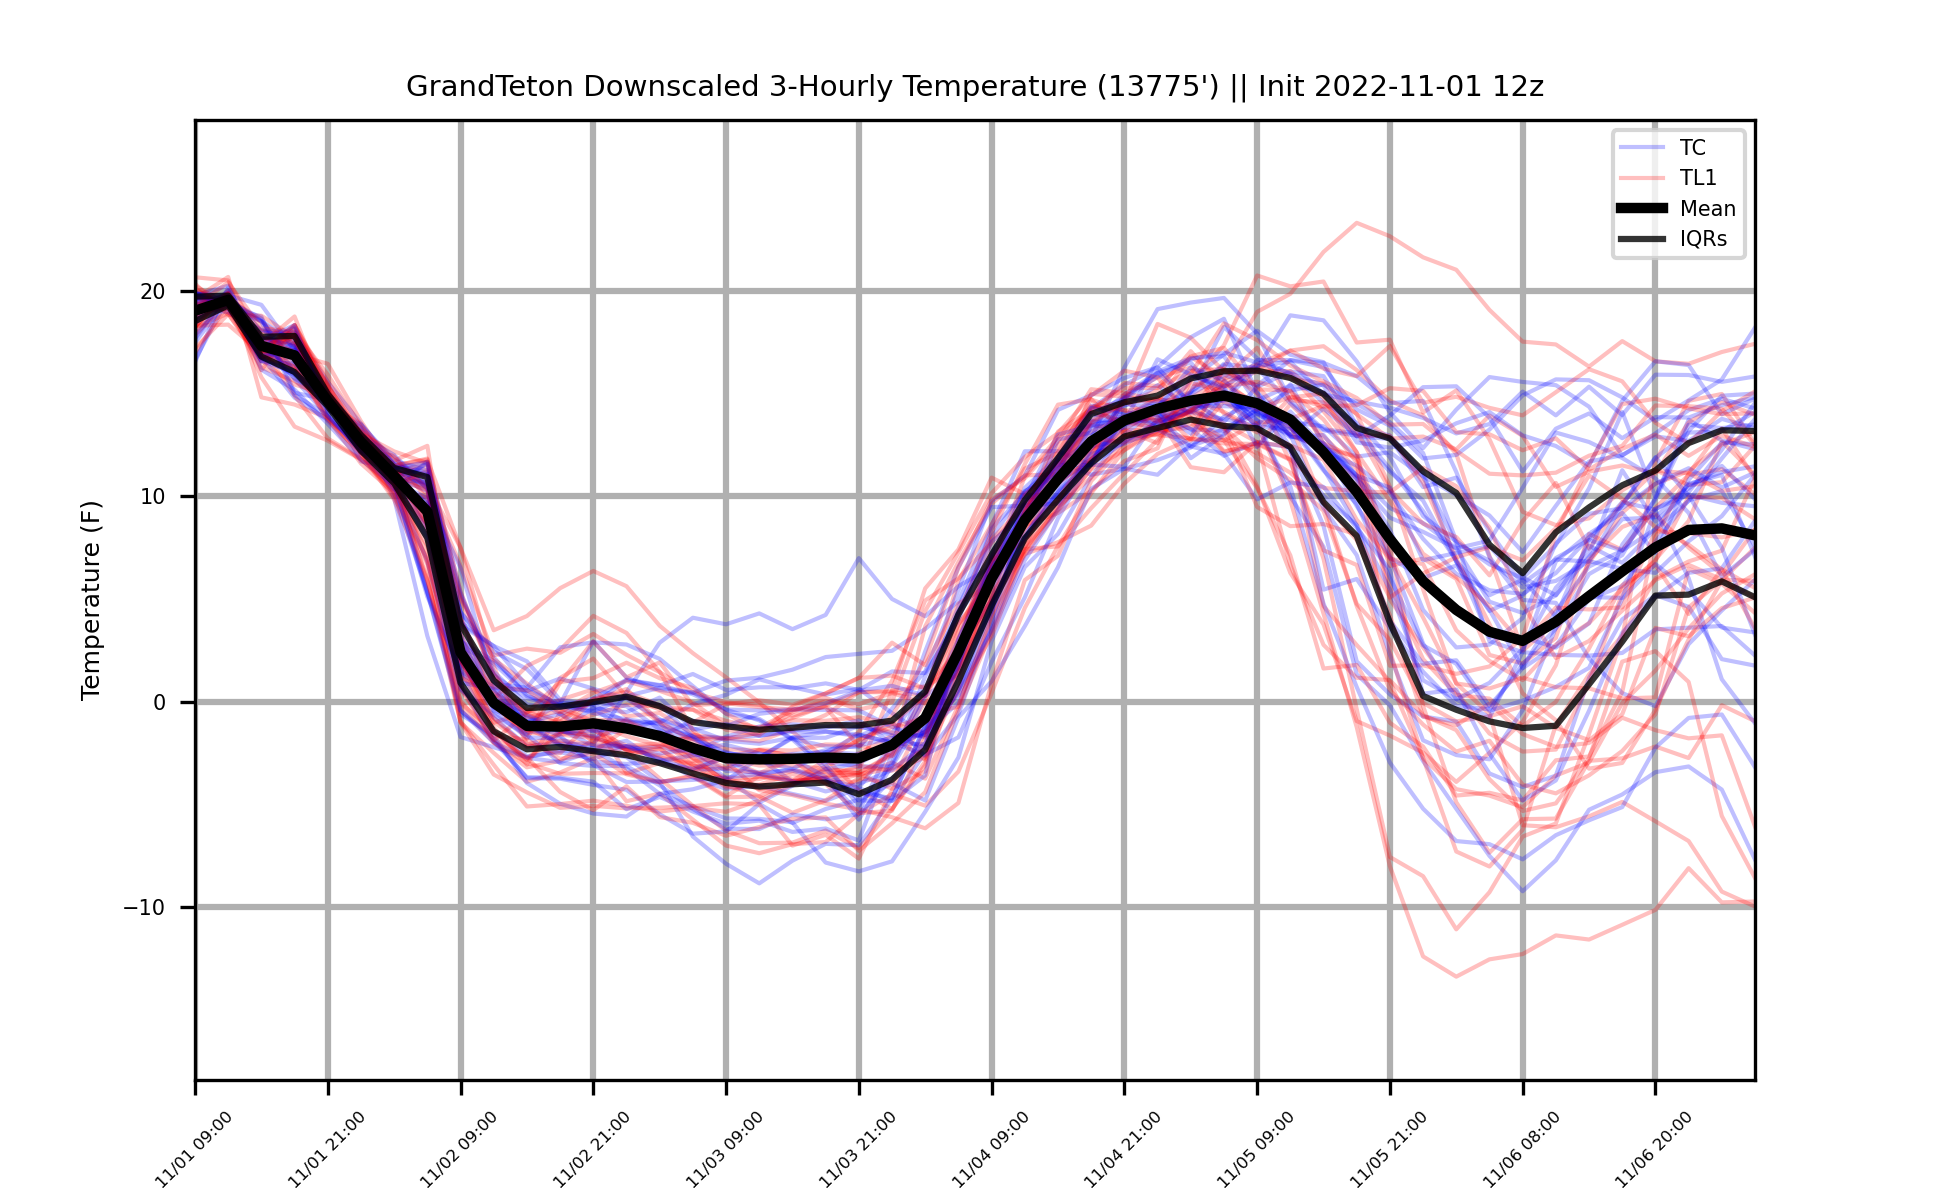 GrandTeton Downscaled 3-Hourly Temperature (13775') || Init 2022-11-01 12z
TC
TL1
Mean
IQRs
Temperature (F)
20
10
0
−10
11/01 09:00
11/01 21:00
11/02 09:00
11/02 21:00
11/03 09:00
11/03 21:00
11/04 09:00
11/04 21:00
11/05 09:00
11/05 21:00
11/06 08:00
11/06 20:00